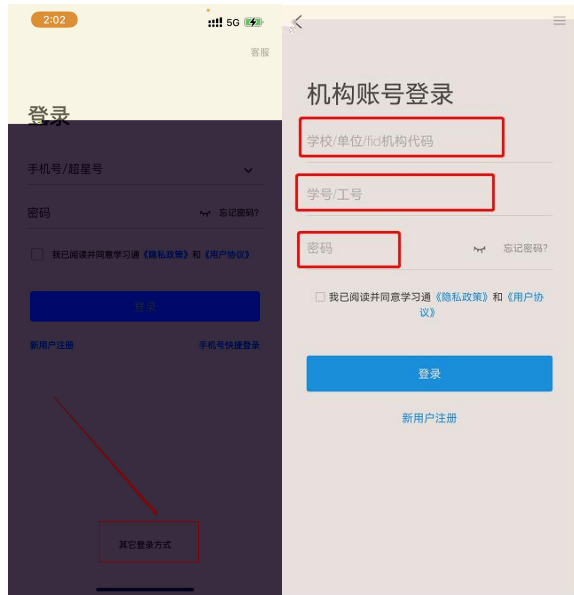 2:02
5G
客服
登录
手机号/超星号
密码
忘记密码?
我已阅读并同意学习通《隐私政策》和《用户协议》
登录
新用户注册
手机号快捷登录
其它登录方式
机构账号登录
学校/单位/fid机构代码
学号/工号
密码
忘记密码?
我已阅读并同意学习通《隐私政策》和《用户协
议》
登录
新用户注册